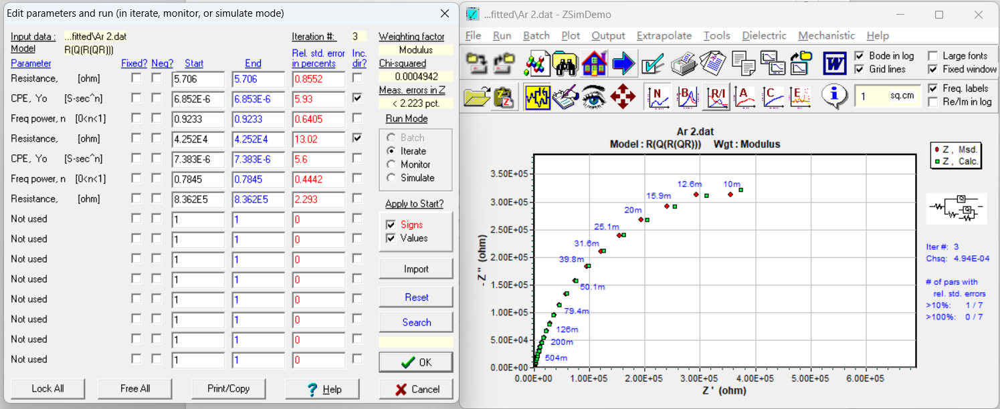 Edit parameters and run (in iterate, monitor, or simulate mode)
Input data : ...fitted\Ar 2.dat
Model R(Q(R(QR)))
Iteration #: 3
Parameter Fixed? Neg? Start End Rel. std. error in percents Inc. dir?
Resistance, [ohm] 5.706 5.706 0.8552
CPE, Yo [S-sec^n] 6.852E-6 6.853E-6 5.93
Freq power, n [0<n<1] 0.9233 0.9233 0.6405
Resistance, [ohm] 4.252E4 4.252E4 13.02
CPE, Yo [S-sec^n] 7.383E-6 7.383E-6 5.6
Freq power, n [0<n<1] 0.7845 0.7845 0.4442
Resistance, [ohm] 8.362E5 8.362E5 2.293
Not used 1 1 0
Not used 1 1 0
Not used 1 1 0
Not used 1 1 0
Not used 1 1 0
Not used 1 1 0
Not used 1 1 0
Not used 1 1 0
Lock All Free All Print/Copy Help
Weighting factor
Modulus
Chi-squared
0.0004942
Meas. errors in Z
< 2.223 pct.
Run Mode
Batch
Iterate
Monitor
Simulate
Apply to Start?
Signs
Values
Import
Reset
Search
OK
Cancel
...fitted\Ar 2.dat - ZSimDemo
File Run Batch Plot Output Extrapolate Tools Dielectric Mechanistic Help
W
Bode in log Large fonts
Grid lines Fixed window
Z N B R/I A C E i 1 sq.cm
Freq. labels
Re/Im in log
Ar 2.dat
Model : R(Q(R(QR))) Wgt : Modulus
Z , Msd.
Z , Calc.
- Z '' (ohm)
3.50E+05
3.00E+05
2.50E+05
2.00E+05
1.50E+05
1.00E+05
5.00E+04
0.00E+00
12.6m 10m
15.9m
20m
25.1m
31.6m
39.8m
50.1m
79.4m
126m
200m
504m
0.00E+00 1.00E+05 2.00E+05 3.00E+05 4.00E+05 5.00E+05 6.00E+05
Z ' (ohm)
Q
Q
Iter #: 3
Chsq: 4.94E-04
# of pars with
rel. std. errors
>10%: 1 / 7
>100%: 0 / 7